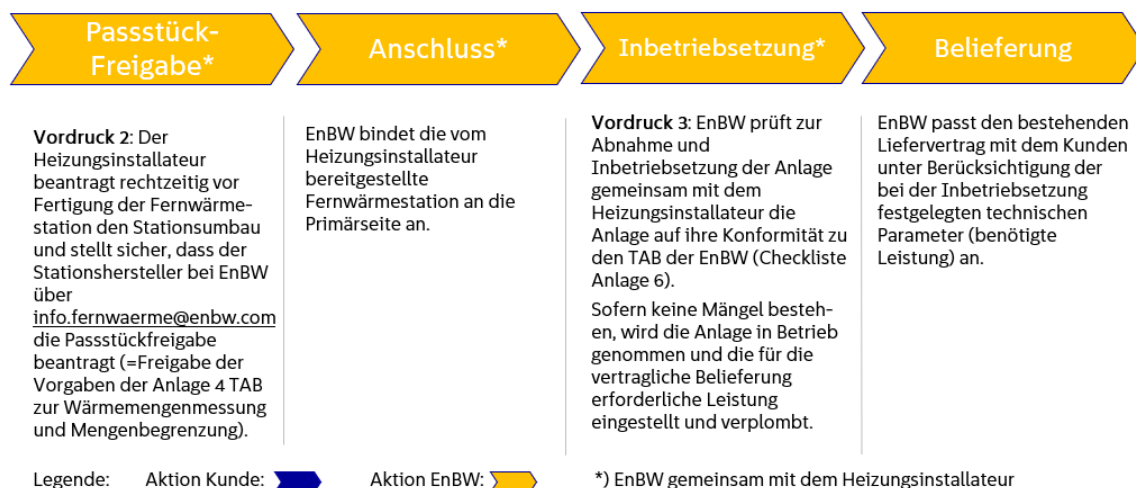 Passstück-
Freigabe*
Anschluss*
Inbetriebsetzung*
Belieferung
Vordruck 2: Der
Heizungsinstallateur
beantragt rechtzeitig vor
Fertigung der Fernwärme-
station den Stationsumbau
und stellt sicher, dass der
Stationshersteller bei EnBW
über
info.fernwaerme@enbw.com
die Passstückfreigabe
beantragt (=Freigabe der
Vorgaben der Anlage 4 TAB
zur Wärmemengenmessung
und Mengenbegrenzung).
EnBW bindet die vom
Heizungsinstallateur
bereitgestellte
Fernwärmestation an die
Primärseite an.
Vordruck 3: EnBW prüft zur
Abnahme und
Inbetriebsetzung der Anlage
gemeinsam mit dem
Heizungsinstallateur die
Anlage auf ihre Konformität zu
den TAB der EnBW (Checkliste
Anlage 6).
Sofern keine Mängel besteh-
en, wird die Anlage in Betrieb
genommen und die für die
vertragliche Belieferung
erforderliche Leistung
eingestellt und verplombt.
EnBW passt den bestehenden
Liefervertrag mit dem Kunden
unter Berücksichtigung der
bei der Inbetriebsetzung
festgelegten technischen
Parameter (benötigte
Leistung) an.
Legende: Aktion Kunde: Aktion EnBW: *) EnBW gemeinsam mit dem Heizungsinstallateur